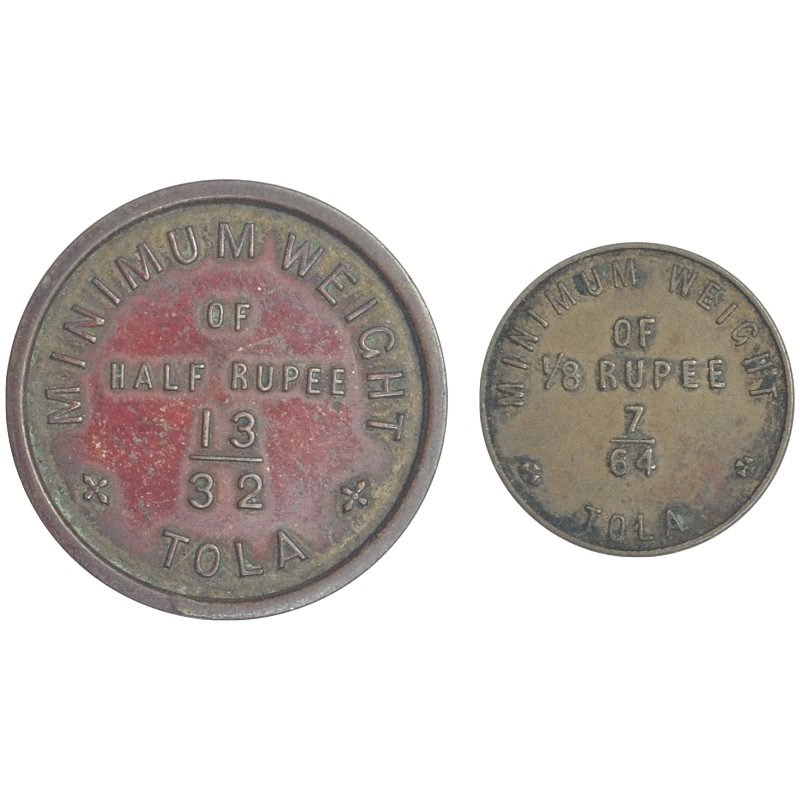 MINIMUM WEIGHT
OF
HALF RUPEE
13
32
TOLA
MINIMUM WEIGHT
OF
1/8 RUPEE
7
64
TOLA